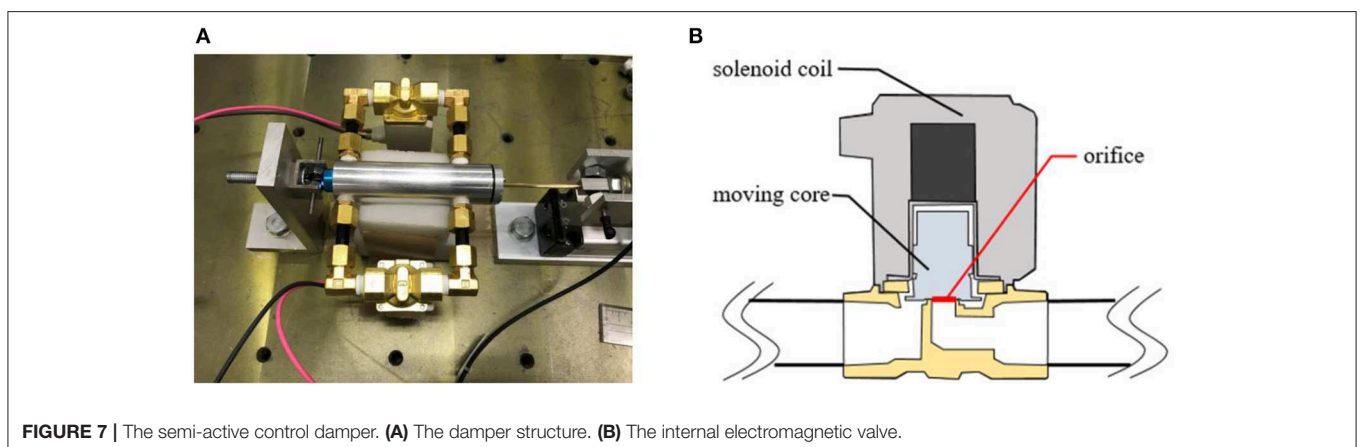 A
B
solenoid coil
orifice
moving core
FIGURE 7 | The semi-active control damper. (A) The damper structure. (B) The internal electromagnetic valve.